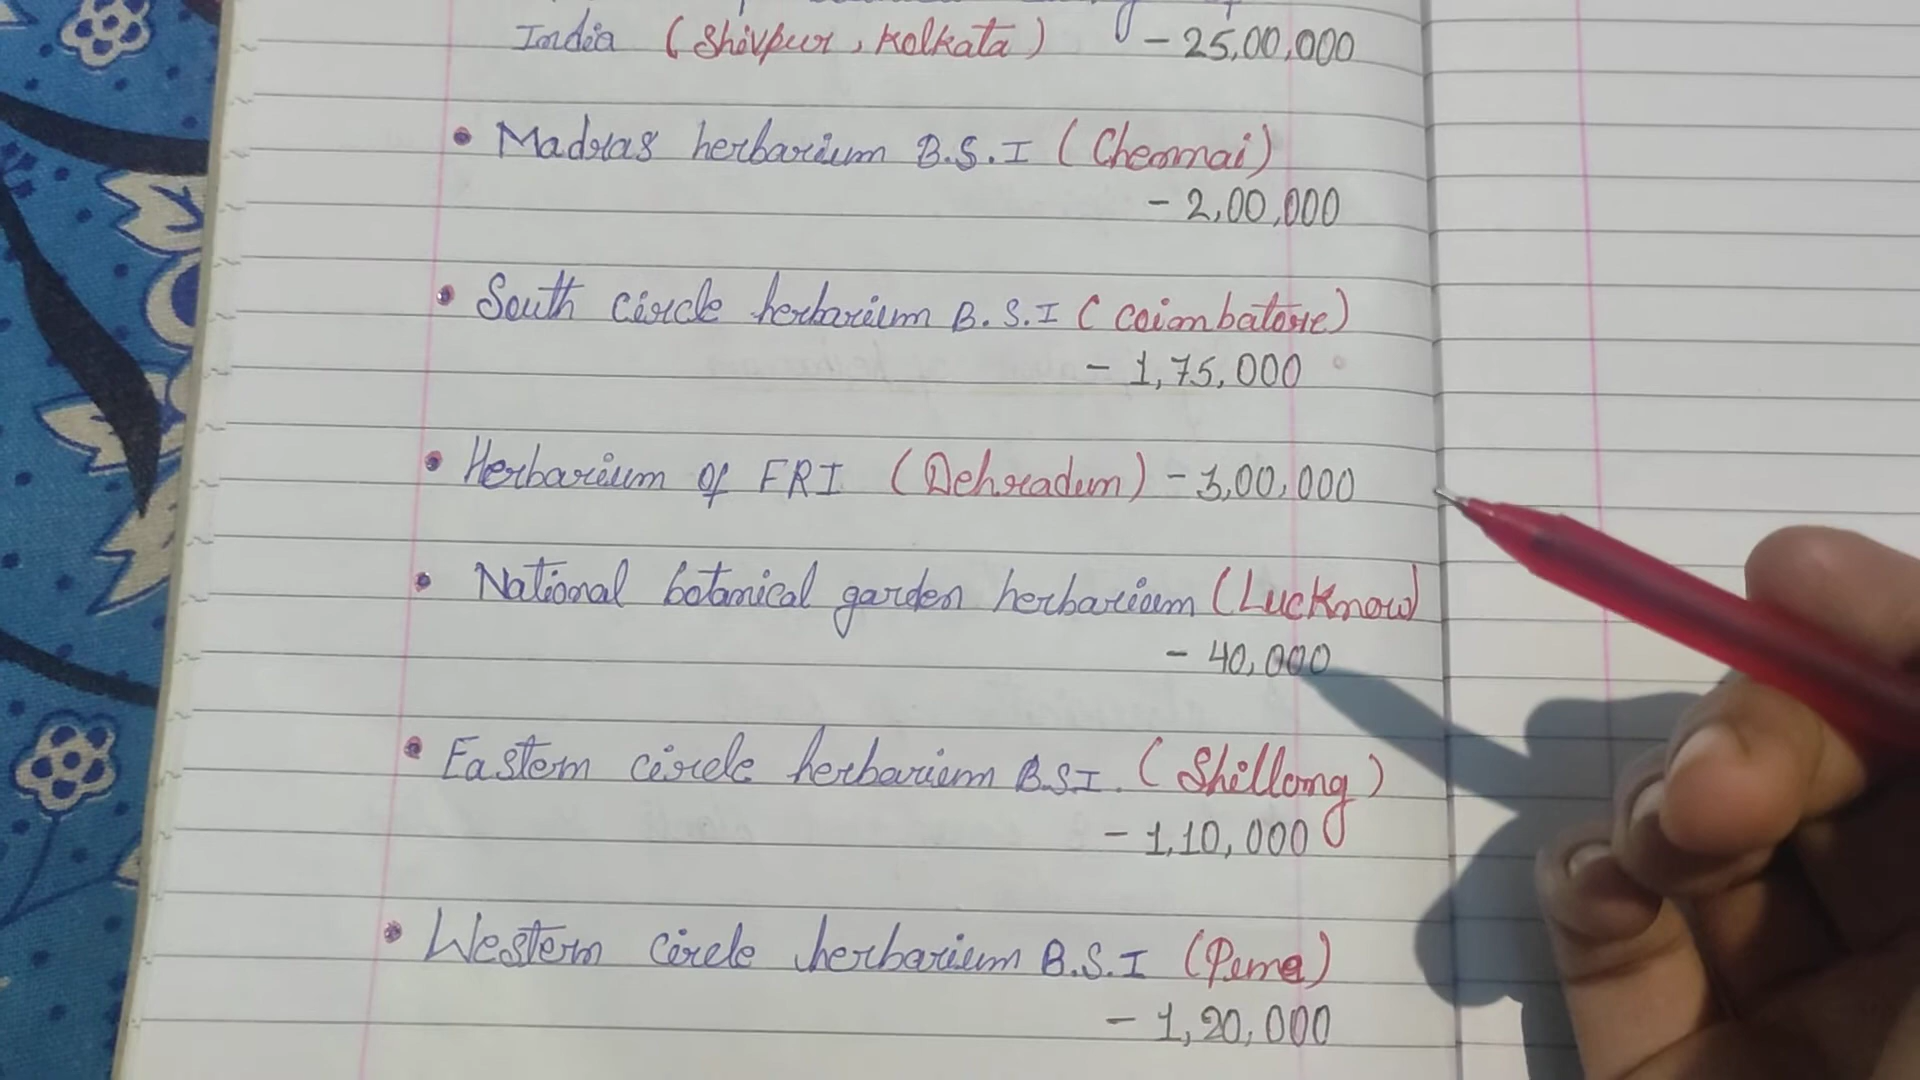 India (Shivpur, Kolkata) - 25,00,000
• Madras herbarium B.S.I (Chennai)
- 2,00,000
• South circle herbarium B.S.I (Coimbatore)
- 1,75,000
• Herbarium of FRI (Dehradun) - 3,00,000
• National botanical garden herbarium (Lucknow)
- 40,000
• Eastern circle herbarium B.S.I. (Shillong)
- 1,10,000
• Western circle herbarium B.S.I (Pune)
- 1,20,000